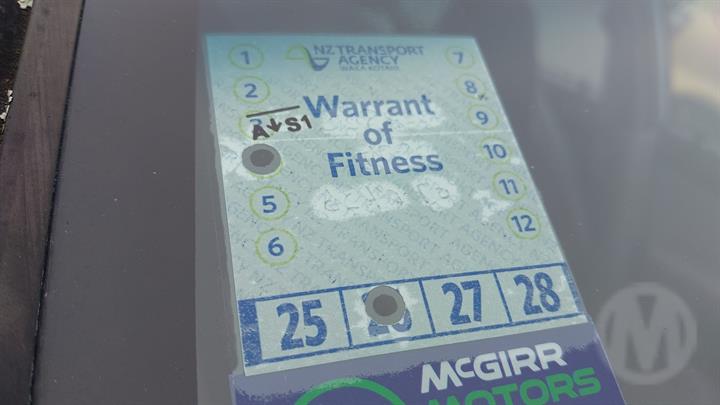 NZ TRANSPORT
AGENCY
WAKA KOTAHI
1 7
2 8
3 9
A↓S1
Warrant
of
Fitness
10
5 11
6 12
25 27 28
McGIRR
MOTORS
M